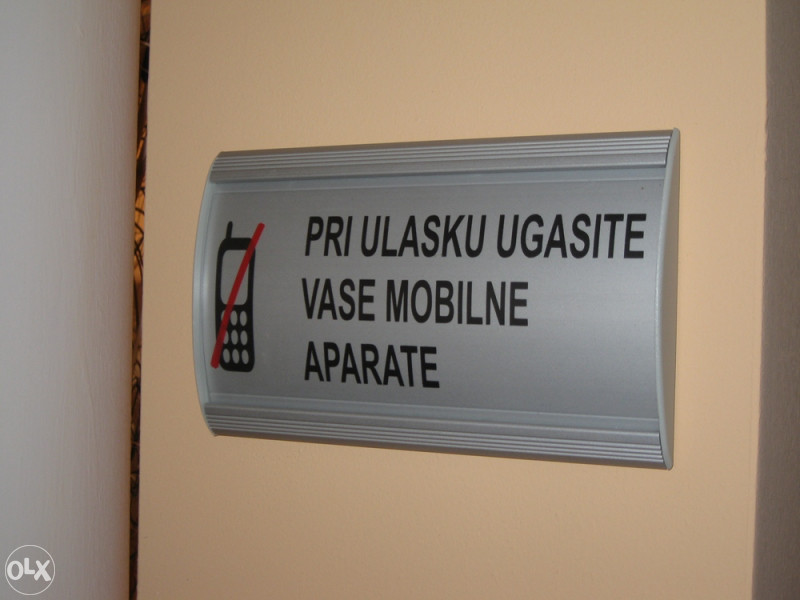 PRI ULASKU UGASITE
VASE MOBILNE
APARATE
OLX